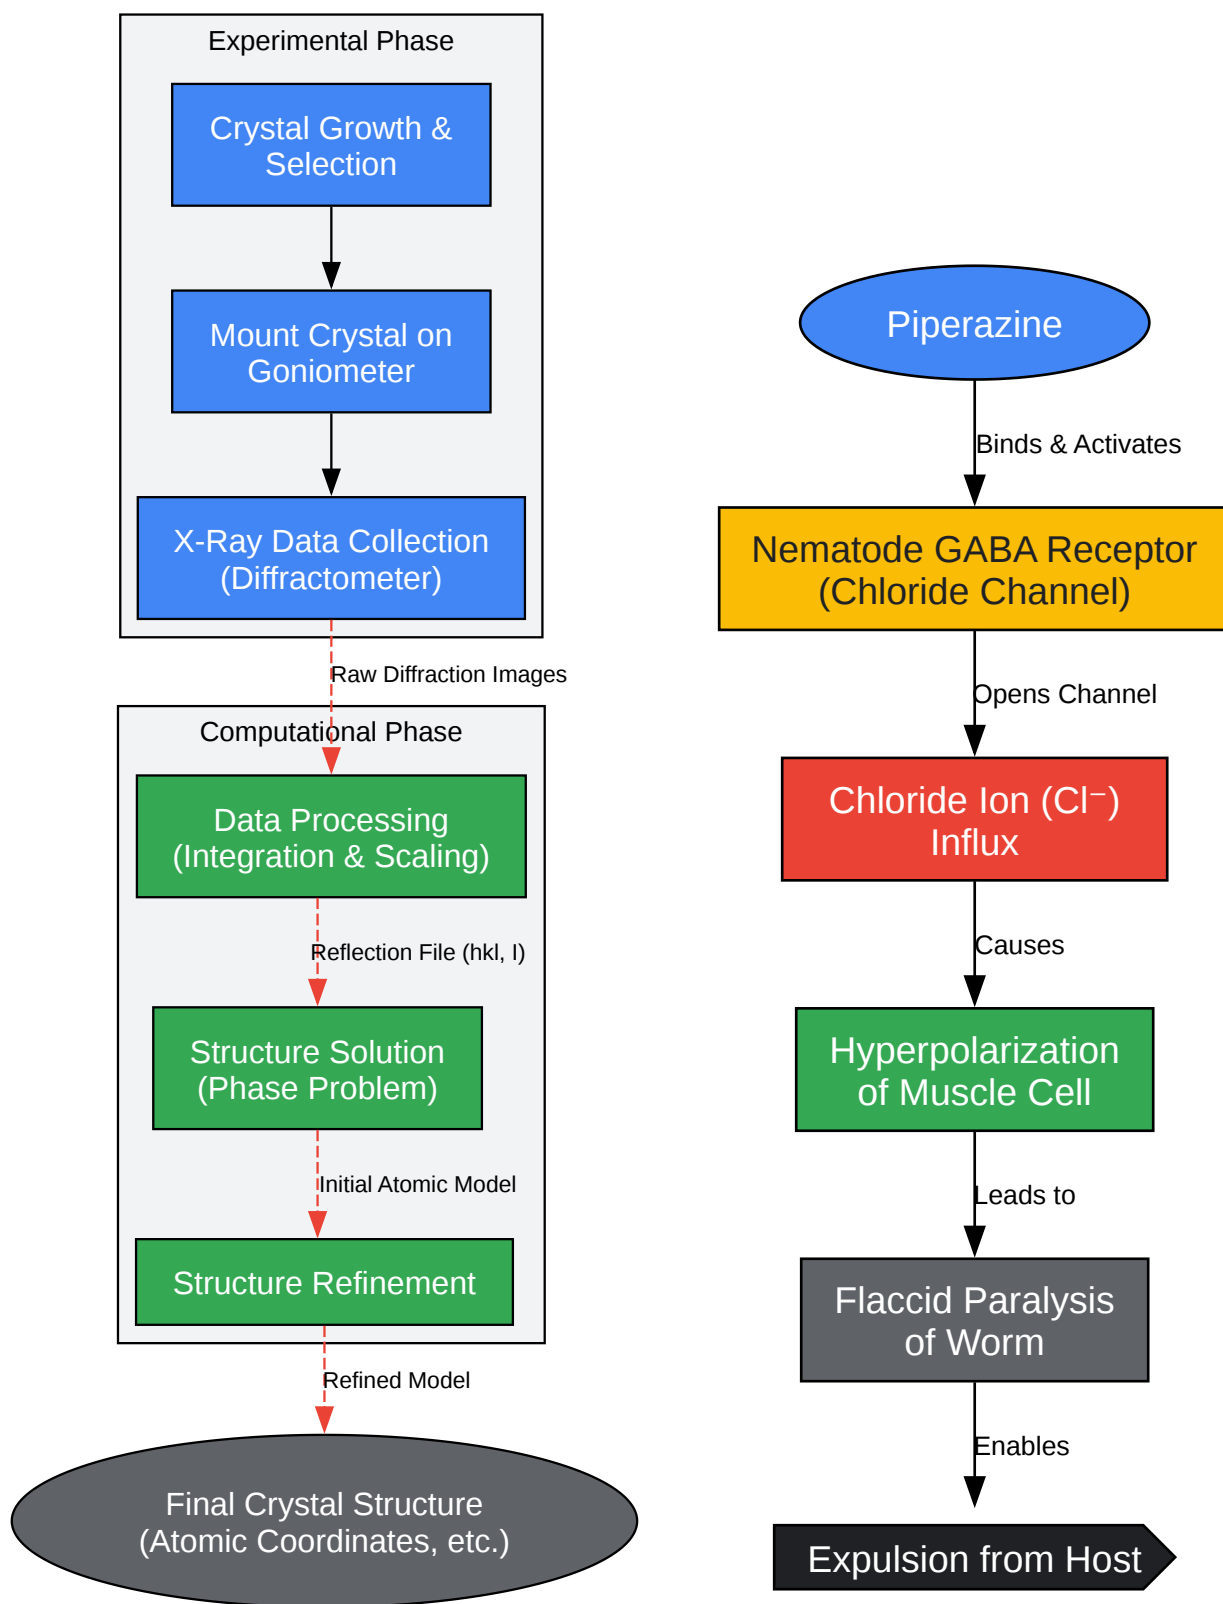 Experimental Phase
Crystal Growth &
Selection
Mount Crystal on
Goniometer
X-Ray Data Collection
(Diffractometer)
Raw Diffraction Images
Computational Phase
Data Processing
(Integration & Scaling)
Reflection File (hkl, I)
Structure Solution
(Phase Problem)
Initial Atomic Model
Structure Refinement
Refined Model
Final Crystal Structure
(Atomic Coordinates, etc.)
Piperazine
Binds & Activates
Nematode GABA Receptor
(Chloride Channel)
Opens Channel
Chloride Ion (Cl⁻)
Influx
Causes
Hyperpolarization
of Muscle Cell
Leads to
Flaccid Paralysis
of Worm
Enables
Expulsion from Host